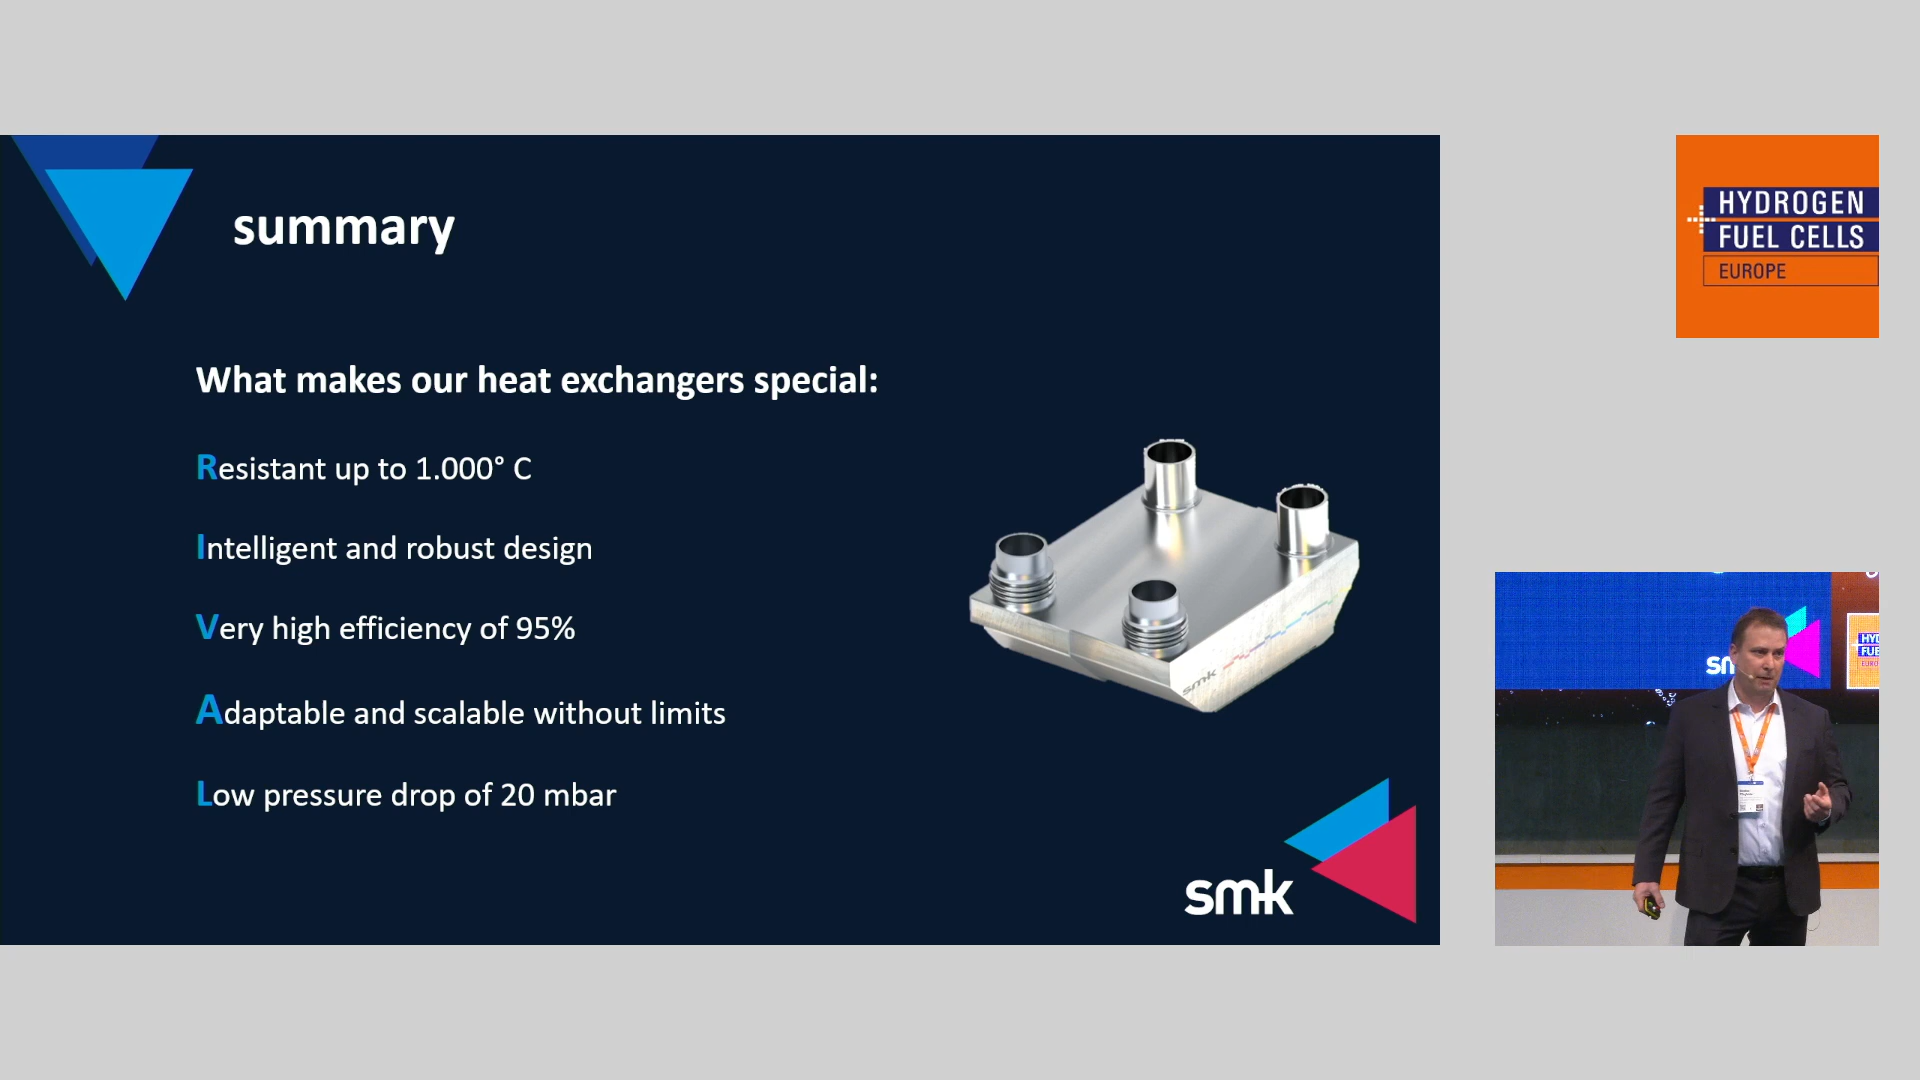 summary
What makes our heat exchangers special:
Resistant up to 1.000° C
Intelligent and robust design
Very high efficiency of 95%
Adaptable and scalable without limits
Low pressure drop of 20 mbar
smk
smk
HYDROGEN
FUEL CELLS
EUROPE